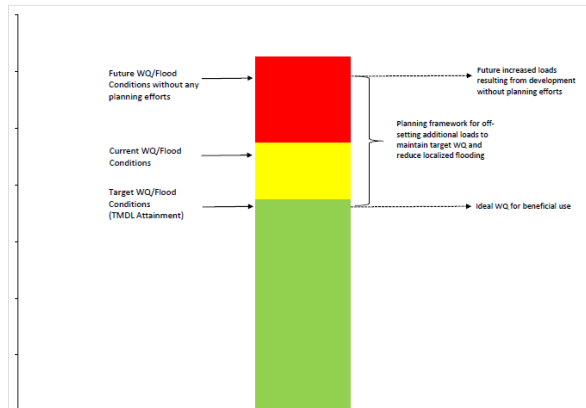 Future WQ/Flood
Conditions without any
planning efforts
Future increased loads
resulting from development
without planning efforts
Planning framework for off-
setting additional loads to
maintain target WQ and
reduce localized flooding
Current WQ/Flood
Conditions
Target WQ/Flood
Conditions
(TMDL Attainment)
Ideal WQ for beneficial use